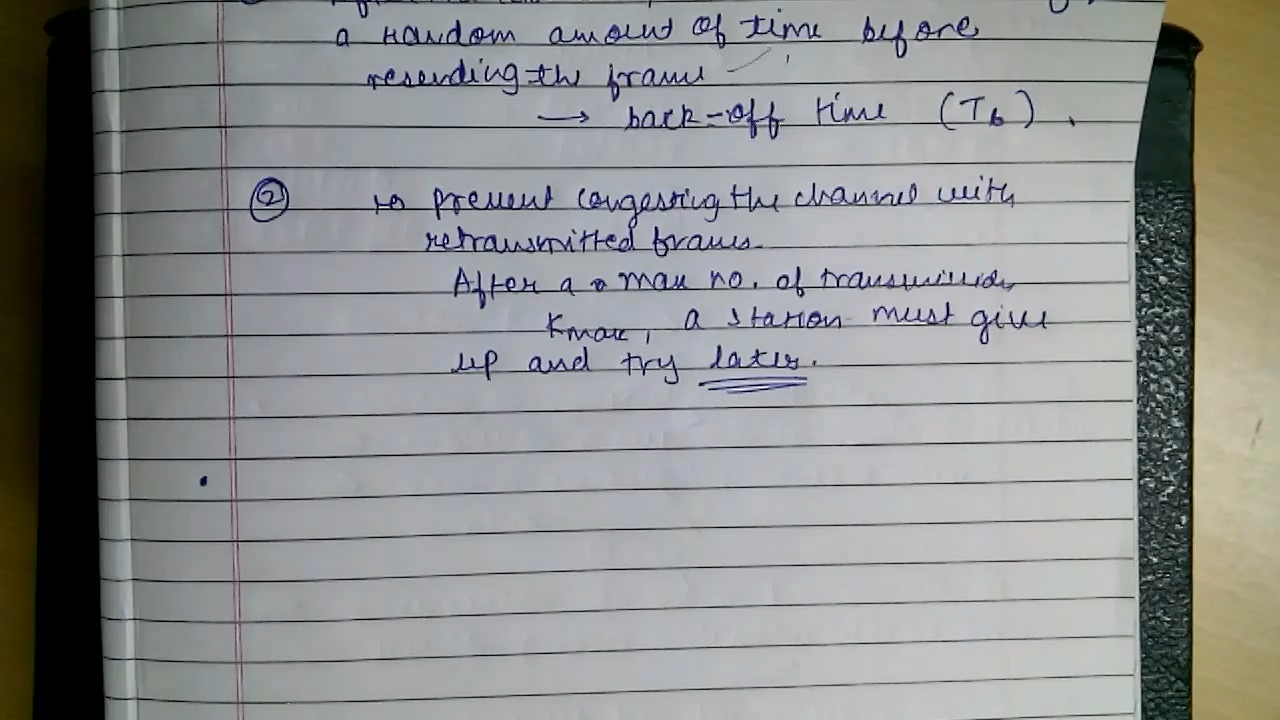 a random amount of time before
resending the frame
→ back-off time (Tb).
② to prevent congesting the channel with
retransmitted frames.
After a max no. of transmission
Kmax, a station must give
up and try later.